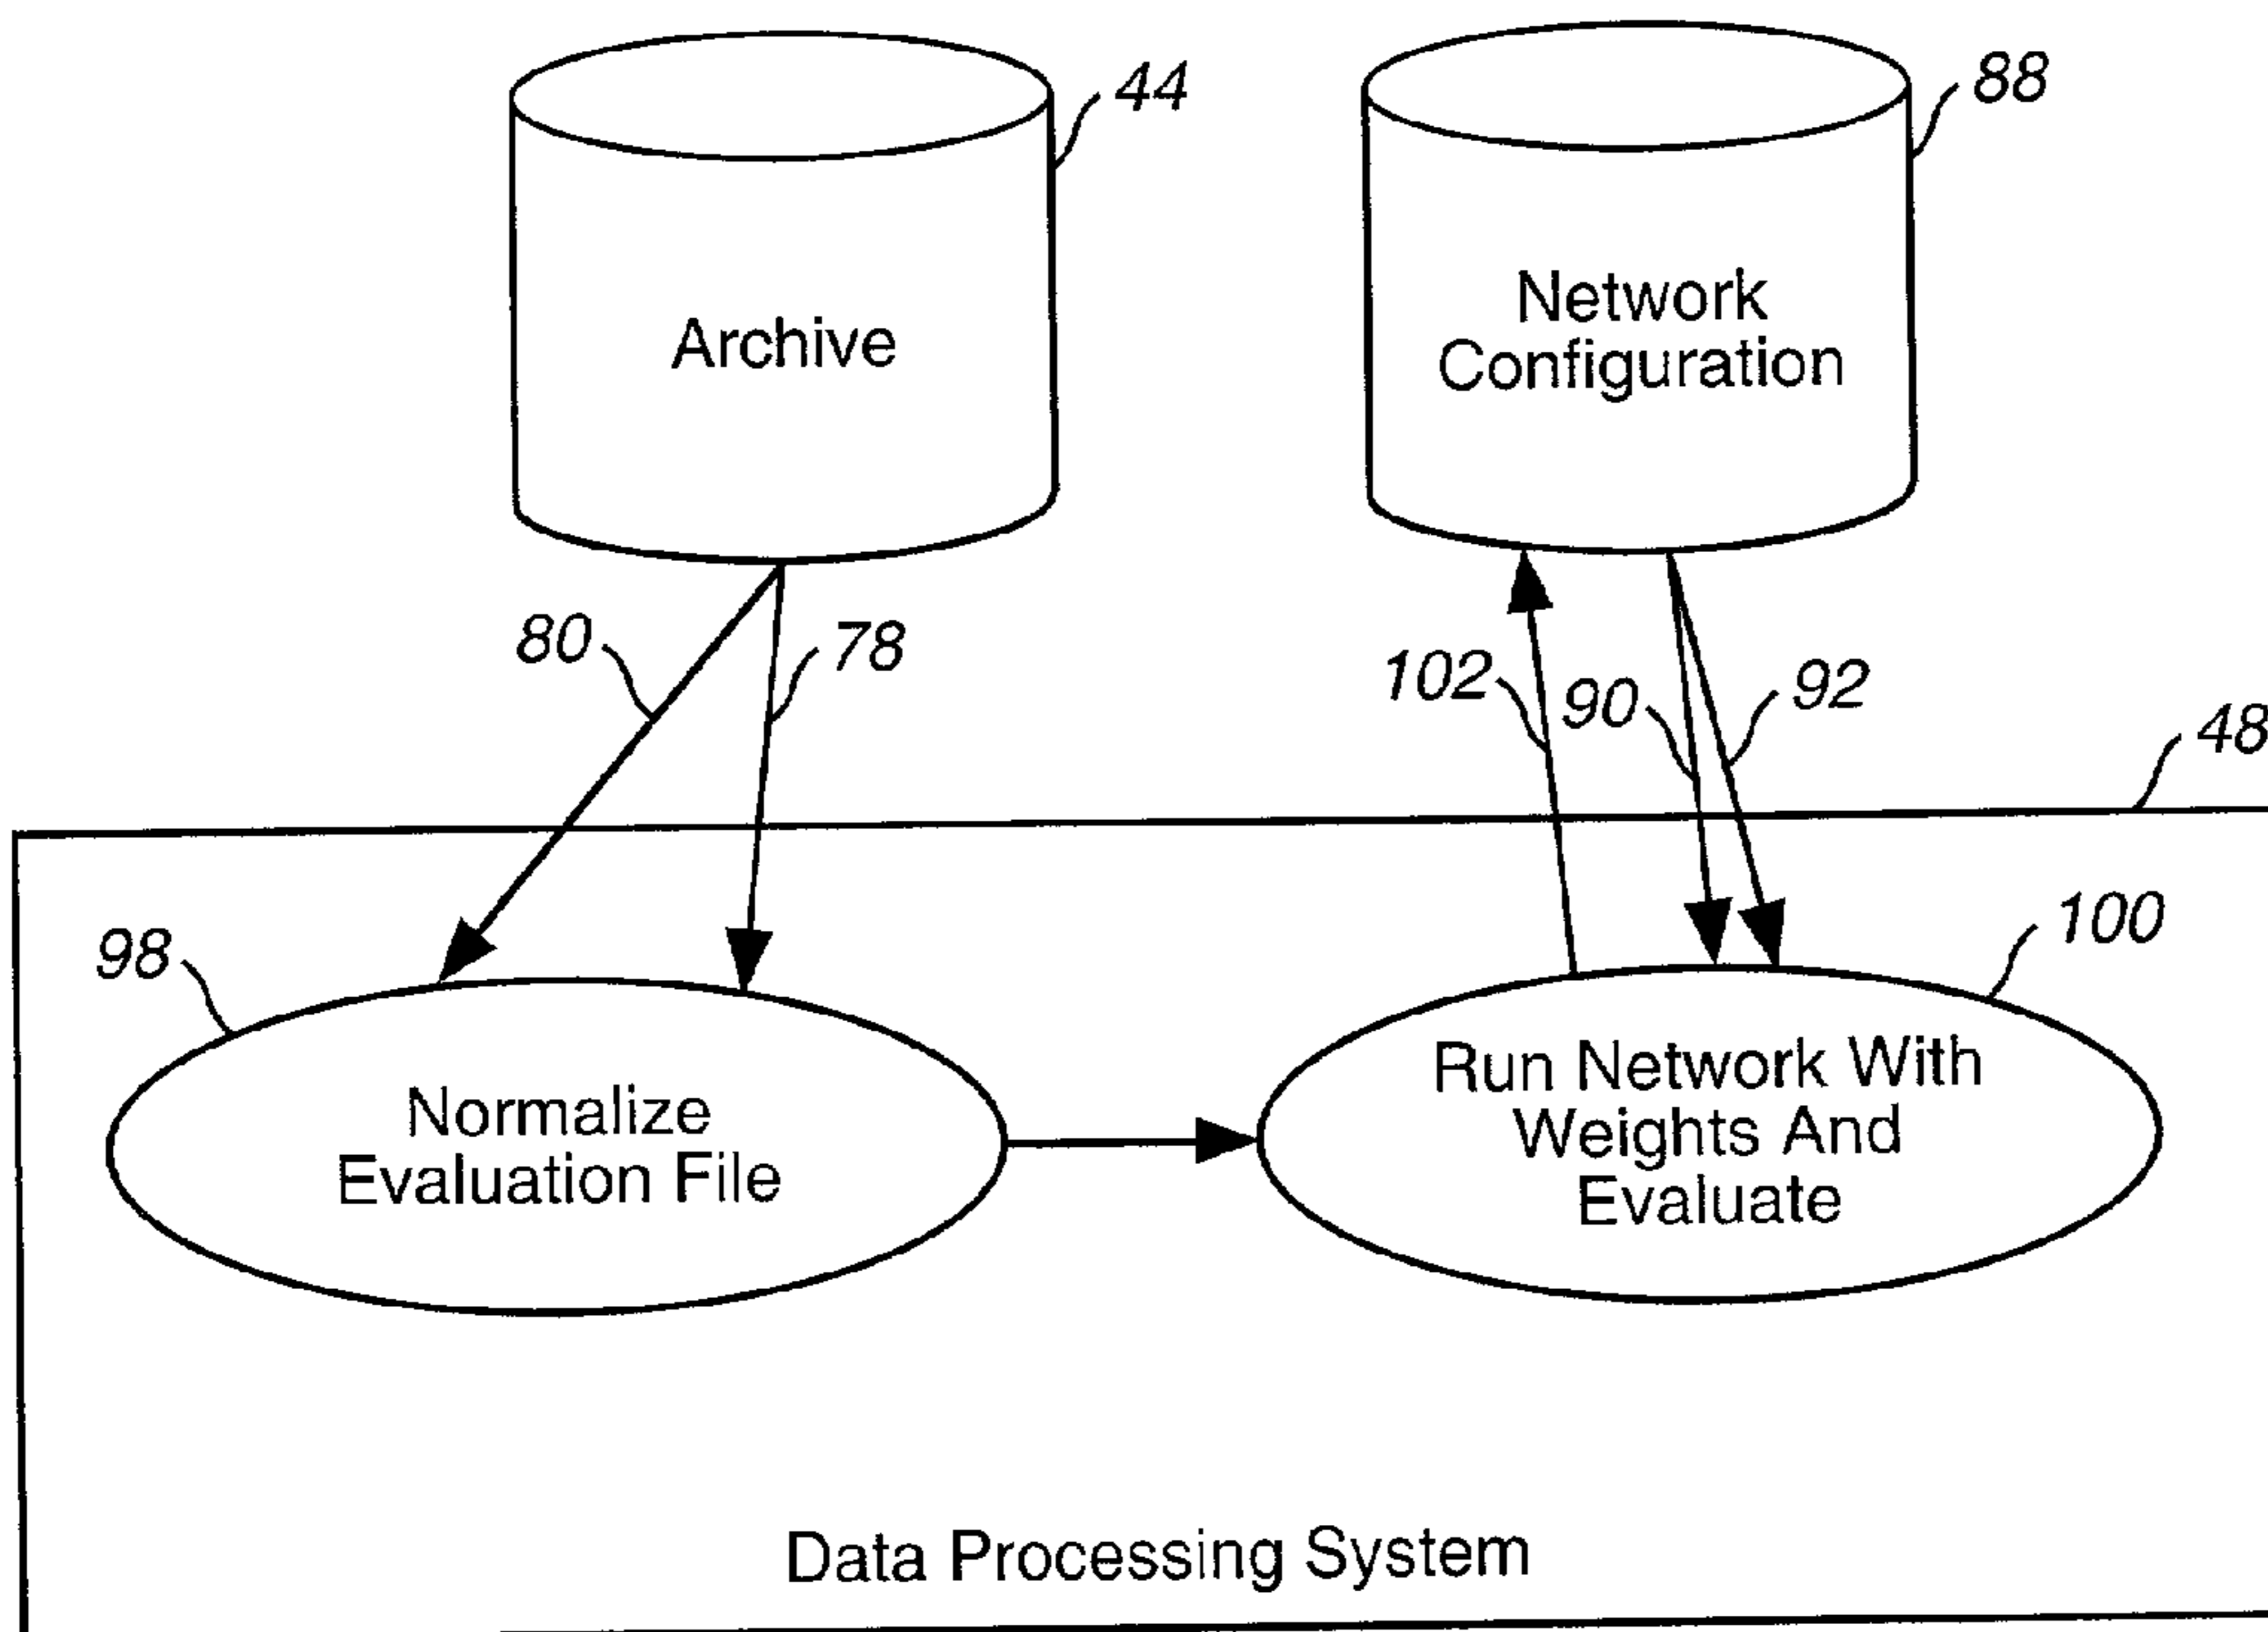 44
88
Archive
Network
Configuration
80
78
102
90
92
48
98
100
Normalize
Evaluation File
Run Network With
Weights And
Evaluate
Data Processing System